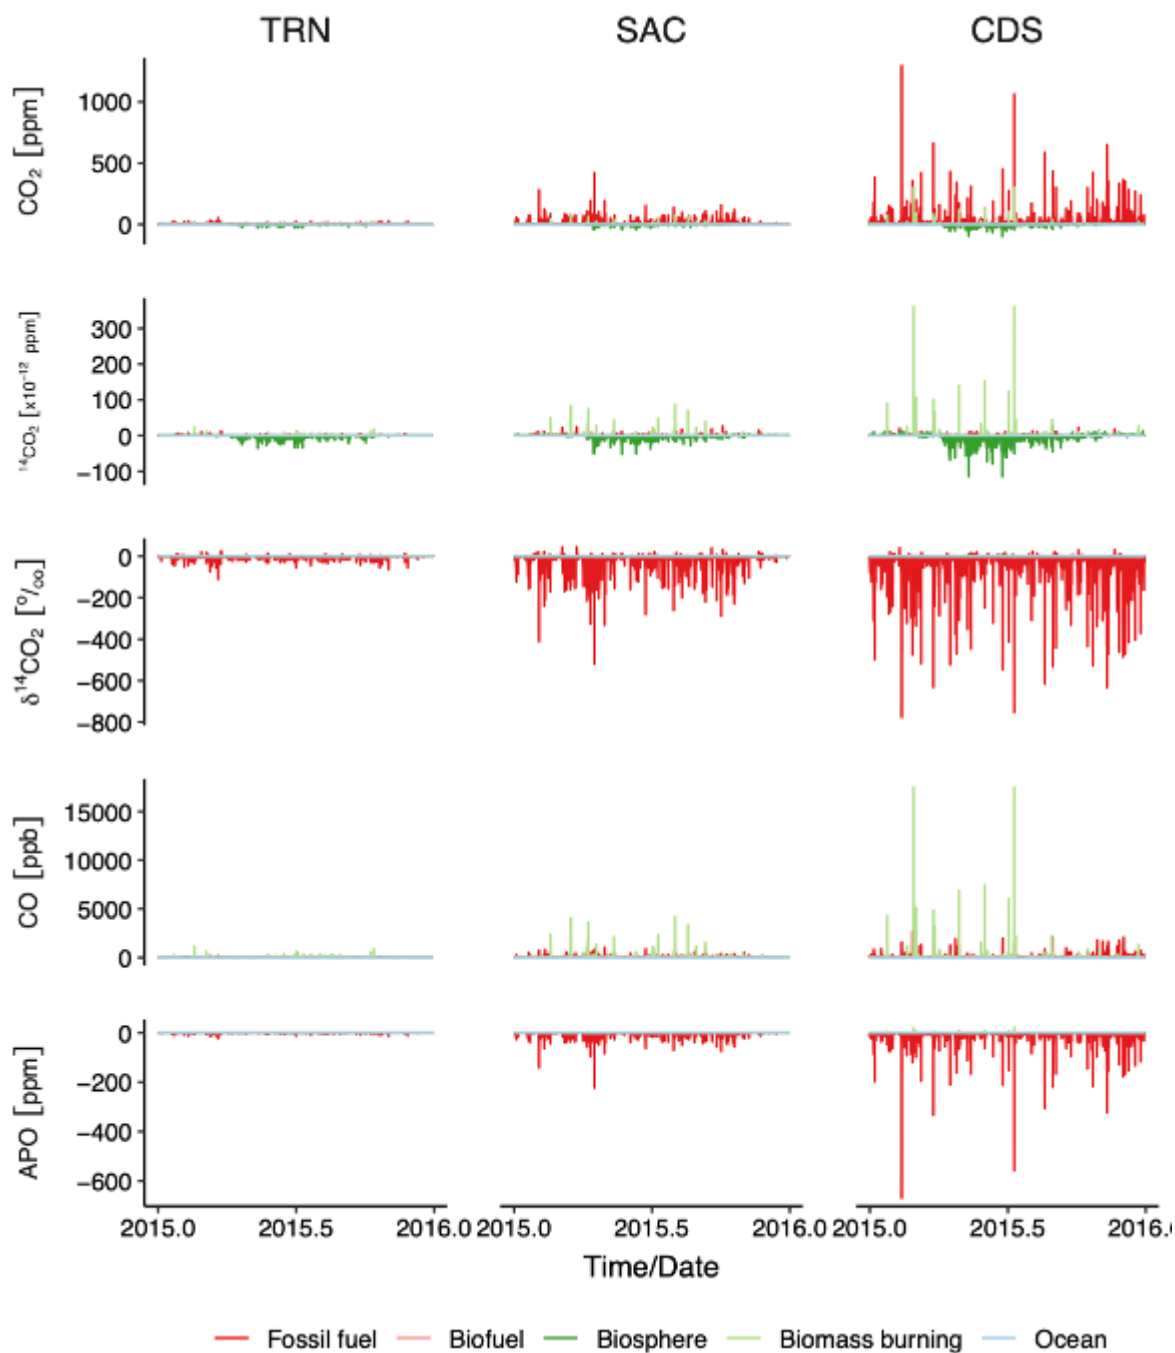 TRN SAC CDS
CO₂ [ppm]
1000
500
0
¹⁴CO₂ [x10⁻¹² ppm]
300
200
100
0
−100
δ¹⁴CO₂ [⁰/₀₀]
0
−200
−400
−600
−800
CO [ppb]
15000
10000
5000
0
APO [ppm]
0
−200
−400
−600
2015.0 2015.5 2016.0 2015.0 2015.5 2016.0 2015.0 2015.5 2016.0
Time/Date
Fossil fuel Biofuel Biosphere Biomass burning Ocean